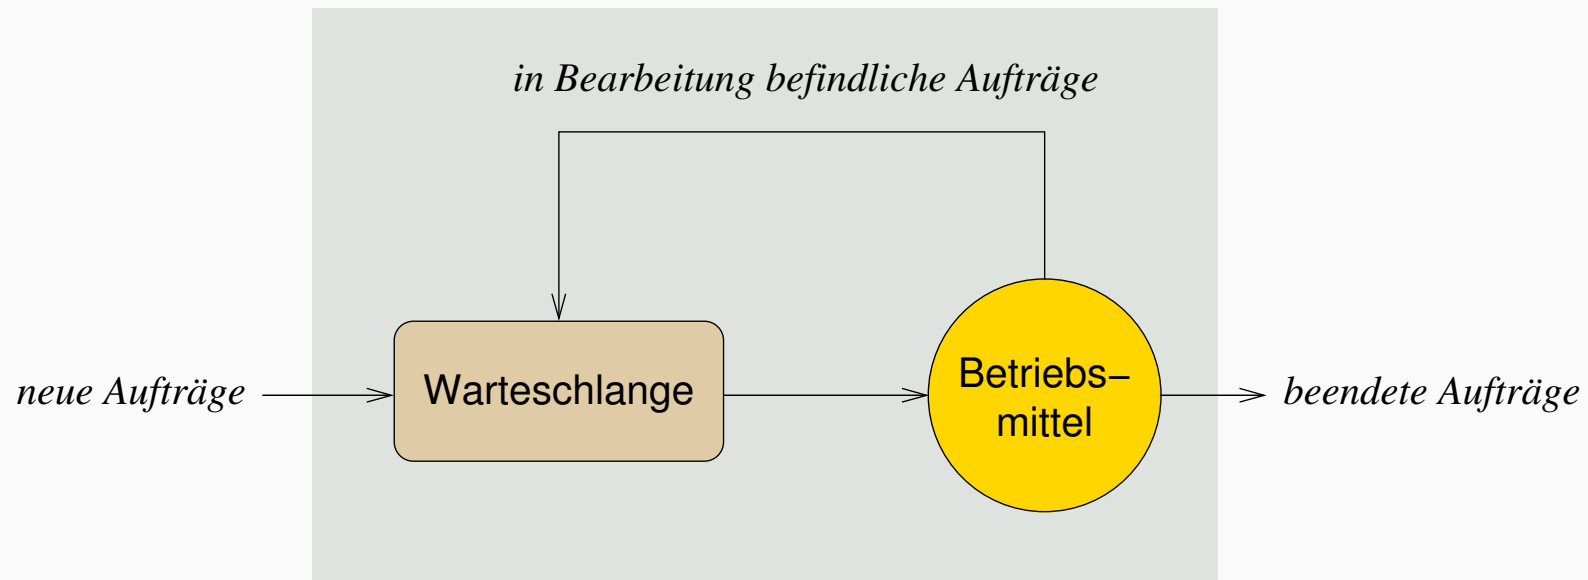 in Bearbeitung befindliche Aufträge
neue Aufträge
Warteschlange
Betriebs–
mittel
beendete Aufträge